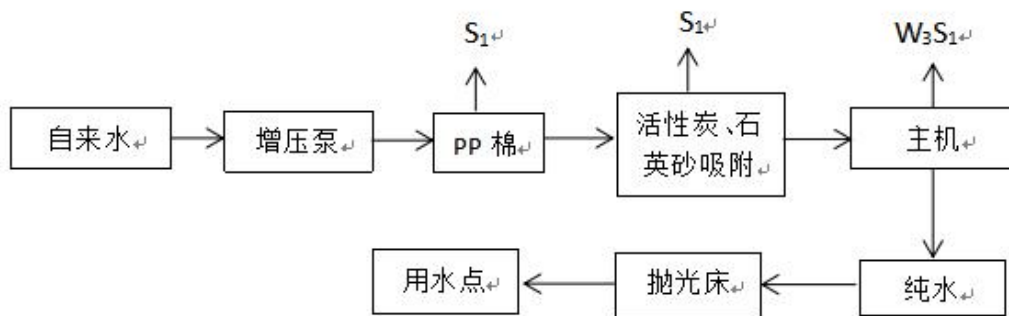 S₁
S₁
W₃S₁
自来水
增压泵
PP 棉
活性炭、石
英砂吸附
主机
用水点
抛光床
纯水